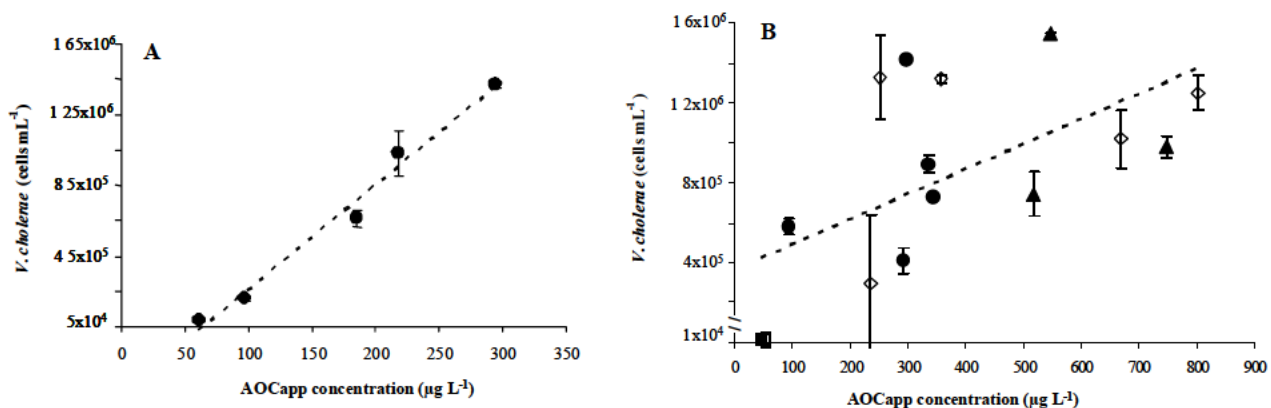 A
1 65x10⁶
1 25x10⁶
8 5x10⁵
4 5x10⁵
5x10⁴
V. cholerae (cells mL⁻¹)
0 50 100 150 200 250 300 350
AOCapp concentration (µg L⁻¹)
B
1 6x10⁶
1 2x10⁶
8x10⁵
4x10⁵
1x10⁴
V. cholerae (cells mL⁻¹)
0 100 200 300 400 500 600 700 800 900
AOCapp concentration (µg L⁻¹)